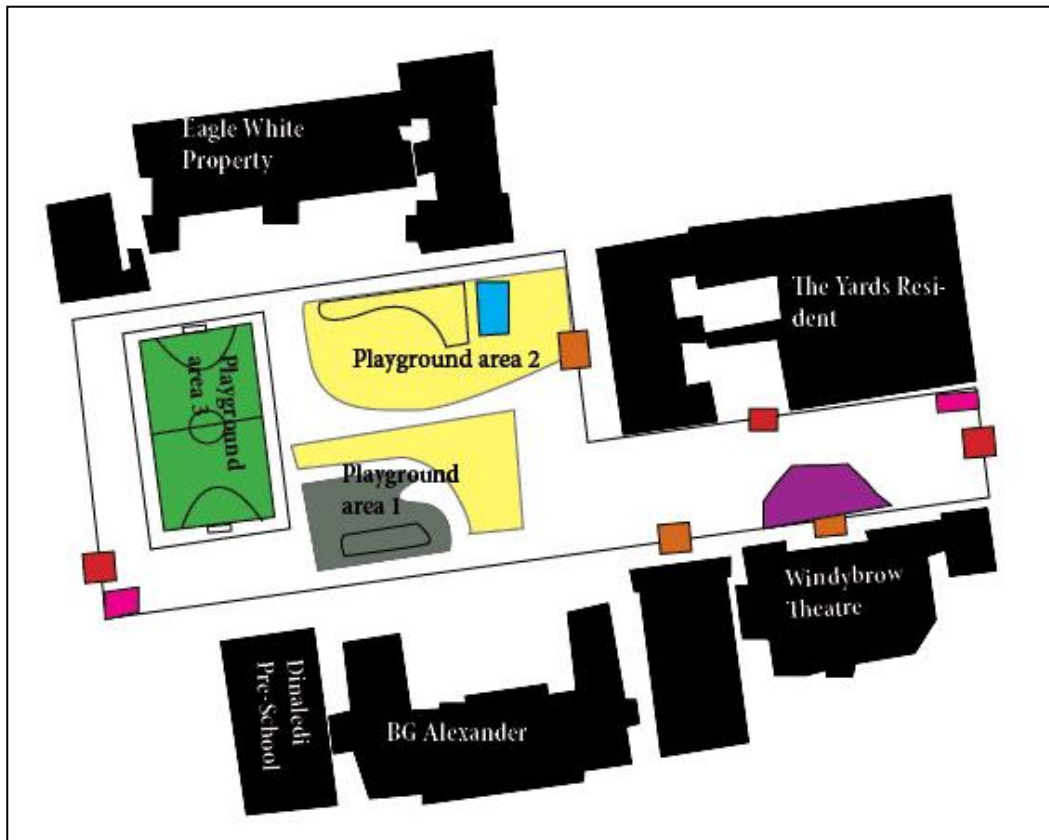 Eagle White
Property
The Yards Resi-
dent
Playground area 2
Playground
area 3
Playground
area 1
Windybrow
Theatre
Dinaledi
Pre-School
BG Alexander